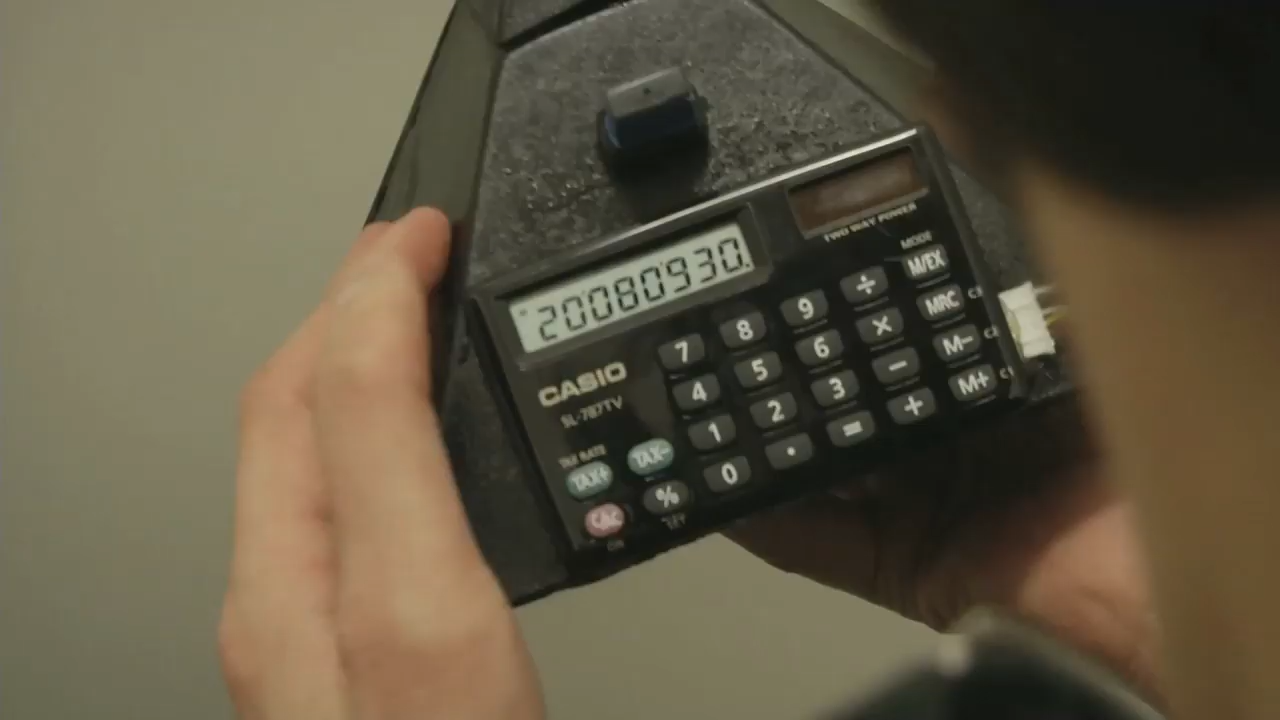 20080930.
TWO WAY POWER
CASIO
SL-787TV
MODE
7 8 9 ÷ M/EX
4 5 6 × MRC
1 2 3 − M−
0 · = + M+
TAX RATE
TAX+ TAX−
C/AC %
ON